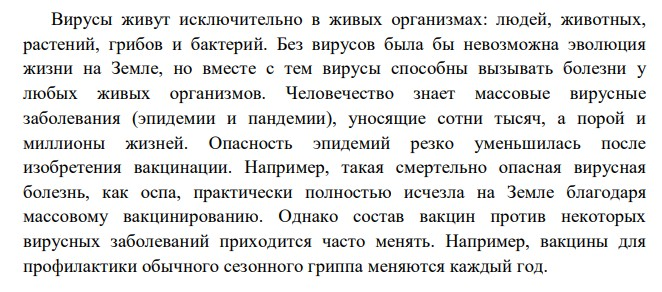 Вирусы живут исключительно в живых организмах: людей, животных,
растений, грибов и бактерий. Без вирусов была бы невозможна эволюция
жизни на Земле, но вместе с тем вирусы способны вызывать болезни у
любых живых организмов. Человечество знает массовые вирусные
заболевания (эпидемии и пандемии), уносящие сотни тысяч, а порой и
миллионы жизней. Опасность эпидемий резко уменьшилась после
изобретения вакцинации. Например, такая смертельно опасная вирусная
болезнь, как оспа, практически полностью исчезла на Земле благодаря
массовому вакцинированию. Однако состав вакцин против некоторых
вирусных заболеваний приходится часто менять. Например, вакцины для
профилактики обычного сезонного гриппа меняются каждый год.